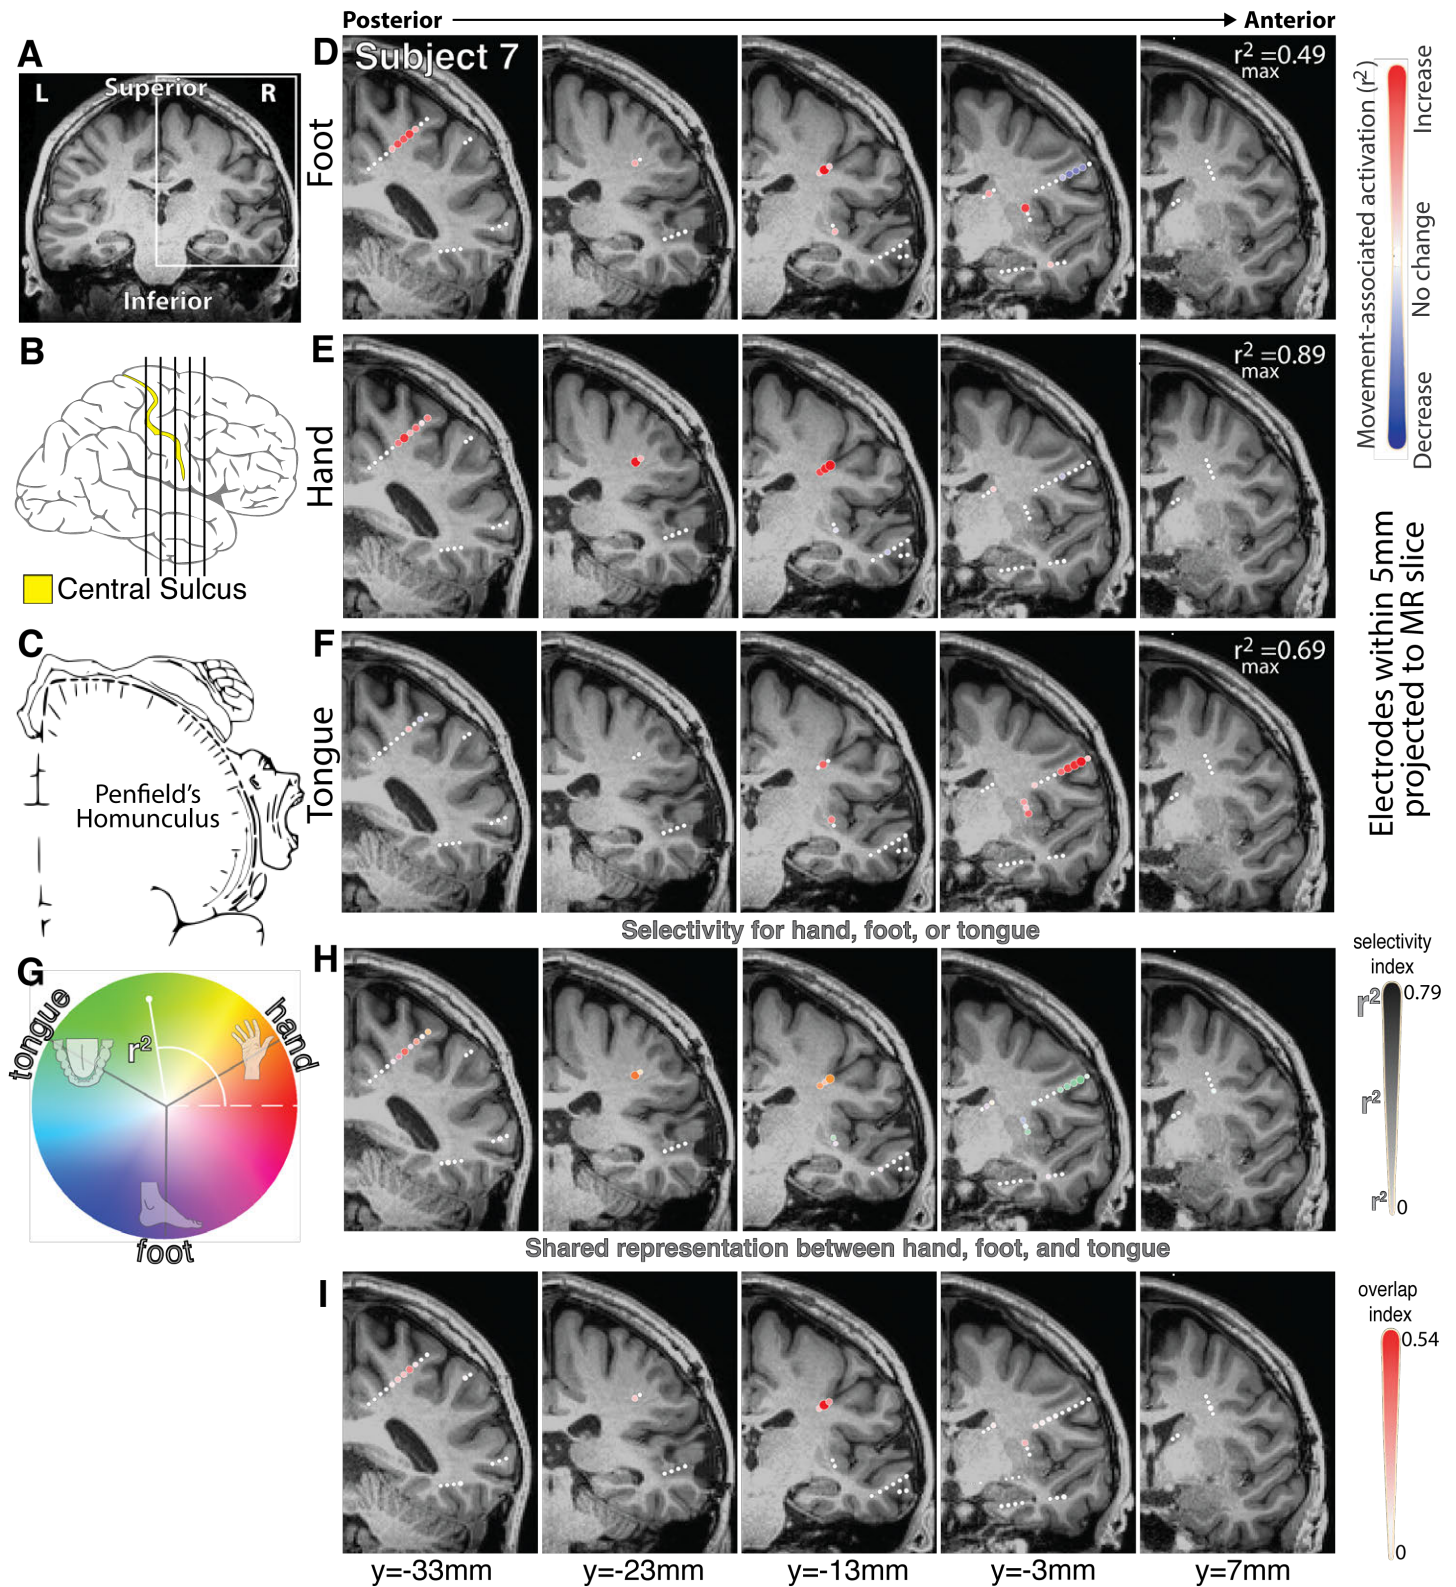 Posterior
Anterior
A
L
Superior
R
Inferior
B
Central Sulcus
C
Penfield's
Homunculus
G
tongue
hand
r²
foot
D
Subject 7
r²max =0.49
Foot
E
r²max =0.89
Hand
F
r²max =0.69
Tongue
Selectivity for hand, foot, or tongue
H
Shared representation between hand, foot, and tongue
I
y=-33mm
y=-23mm
y=-13mm
y=-3mm
y=7mm
Movement-associated activation (r²)
Increase
No change
Decrease
Electrodes within 5mm
projected to MR slice
selectivity
index
r² 0.79
r²
r² 0
overlap
index
0.54
0